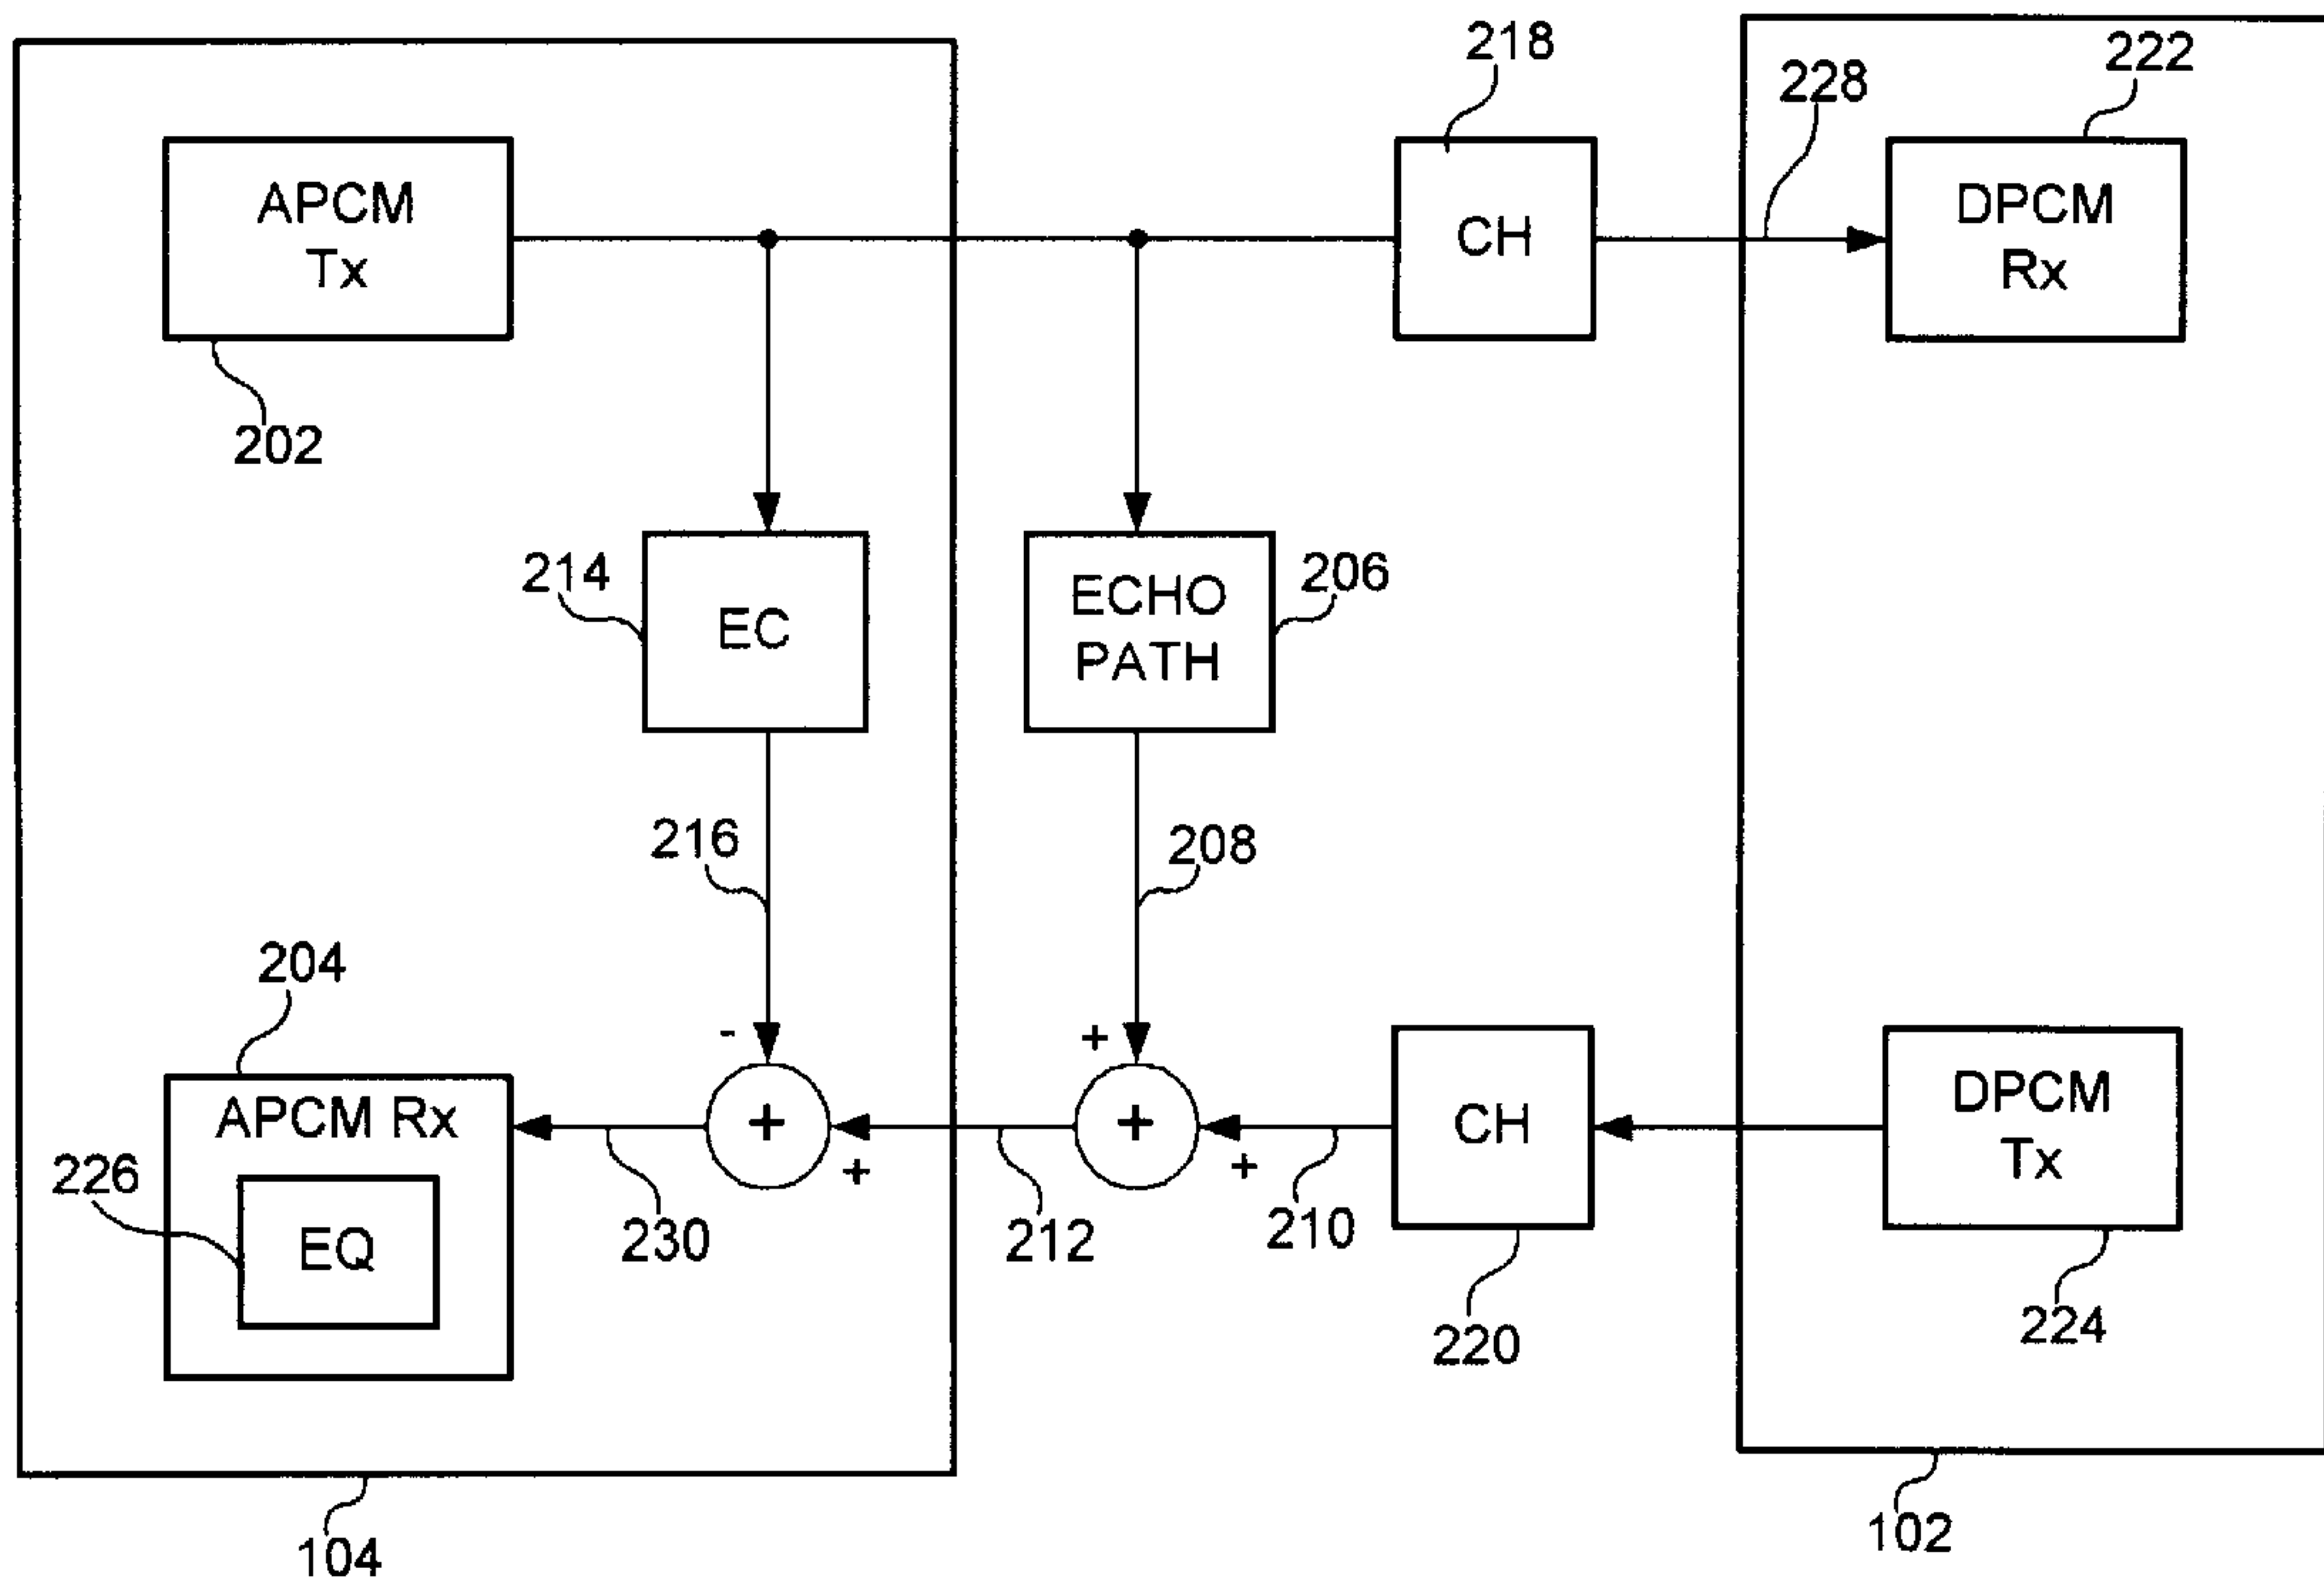 218
222
228
APCM
Tx
CH
DPCM
Rx
202
214
EC
ECHO
PATH
206
216
208
204
-
+
APCM Rx
+
+
CH
DPCM
Tx
226
+
+
EQ
230
212
210
220
224
104
102